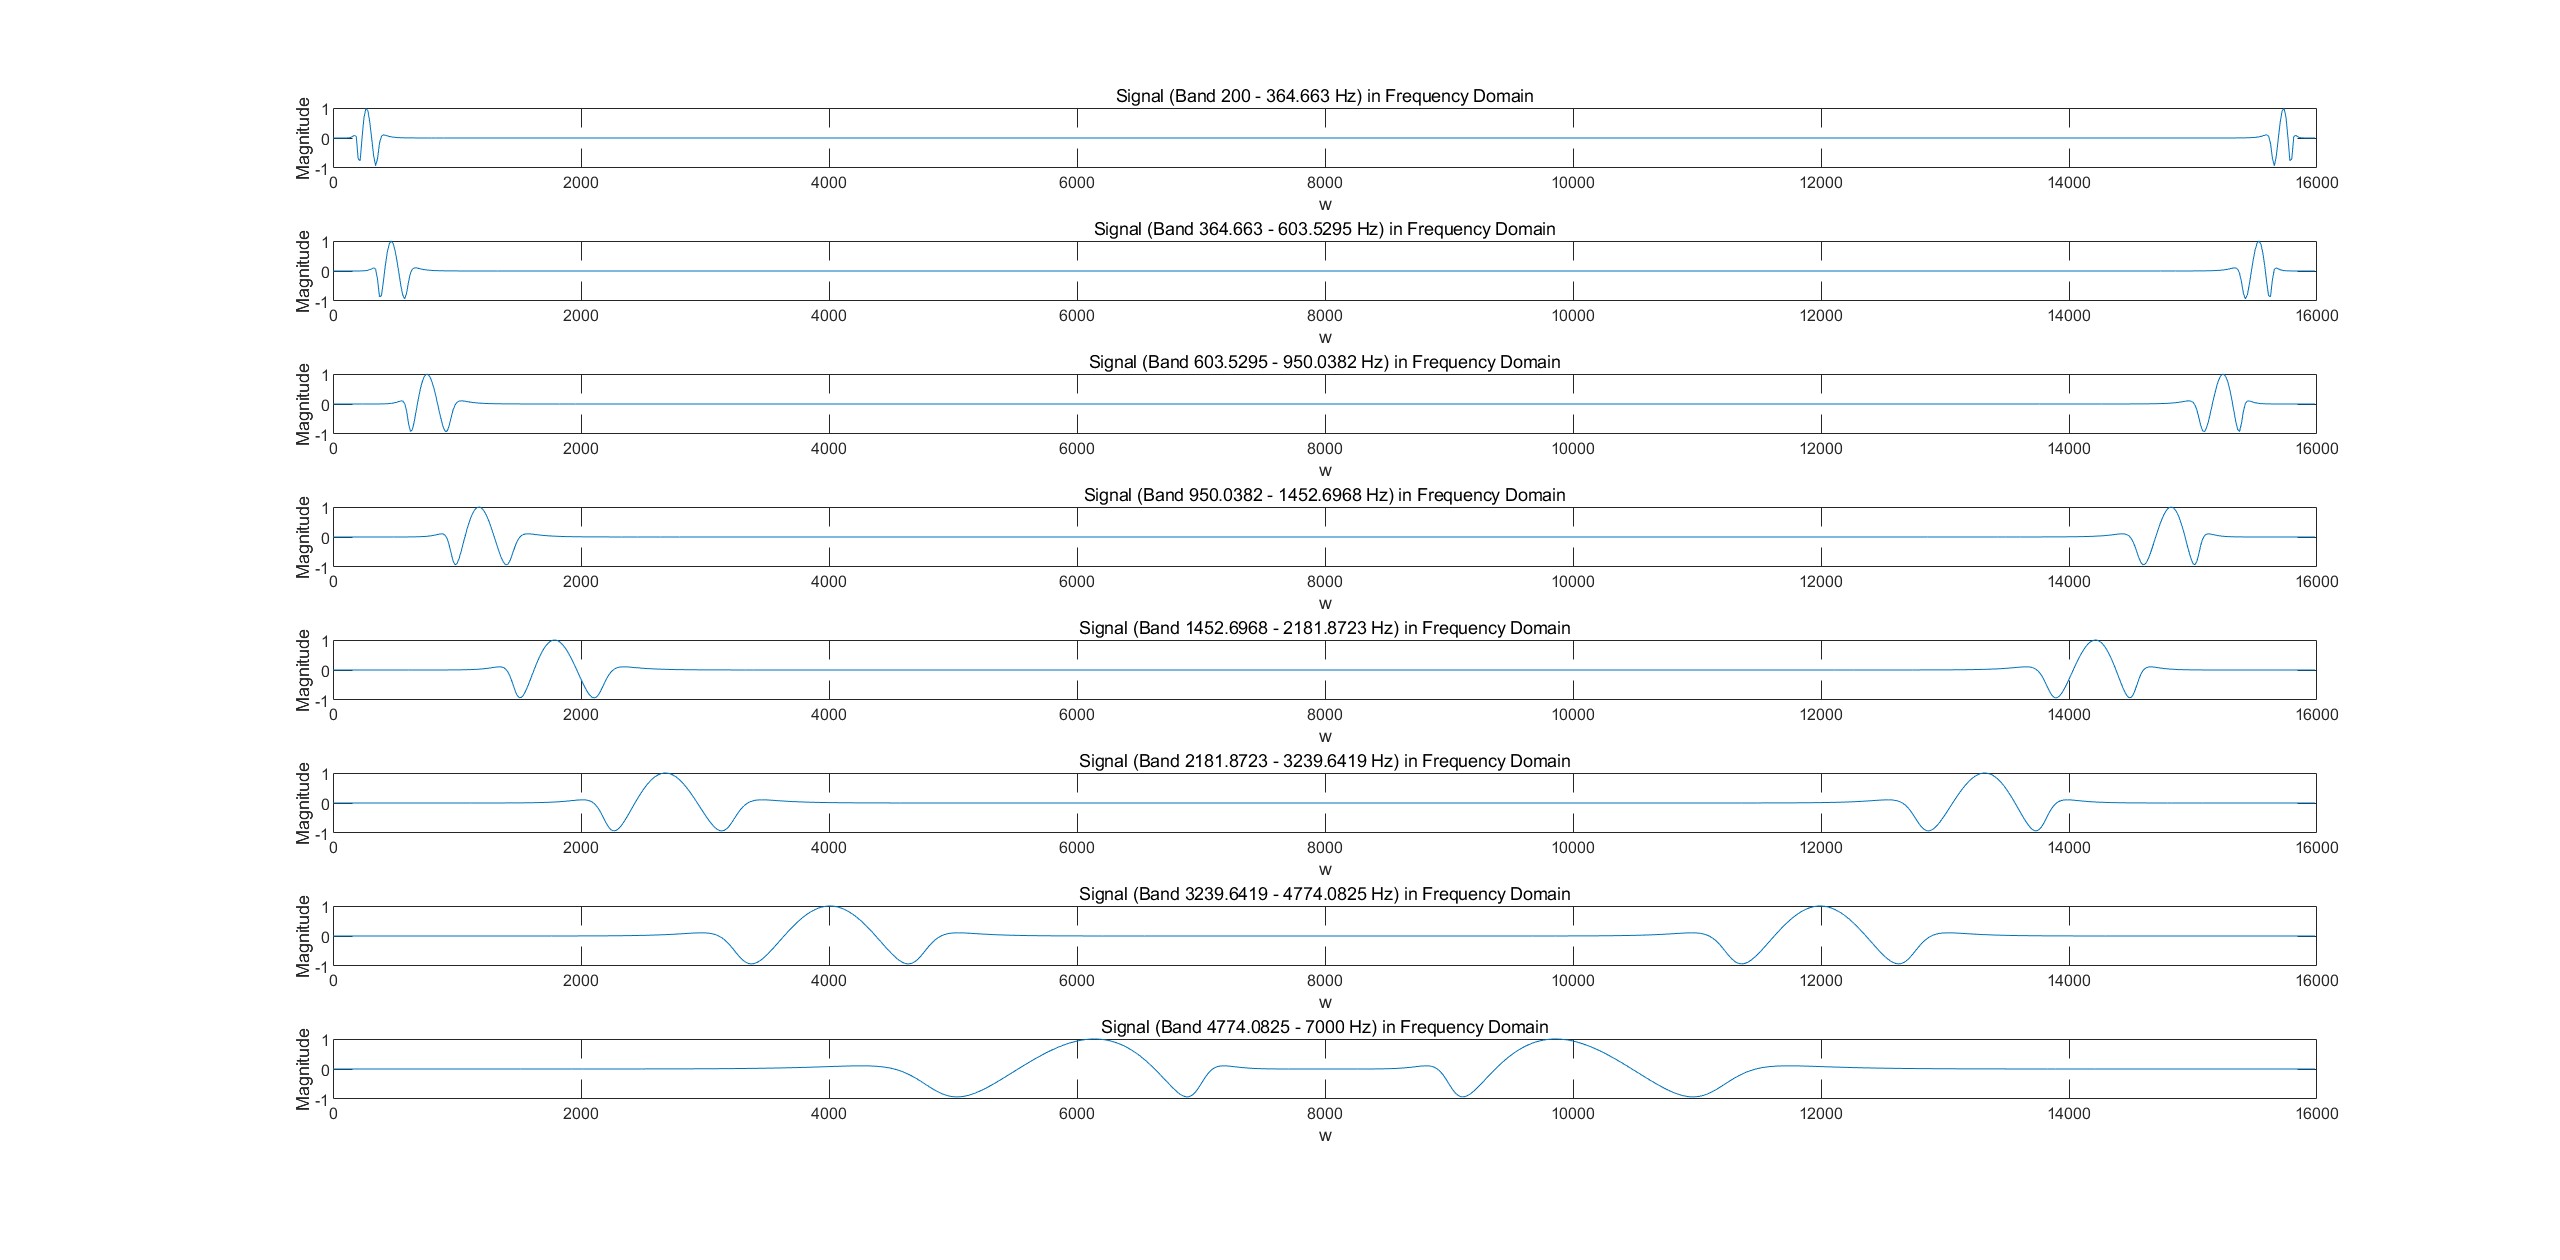 Signal (Band 200 - 364.663 Hz) in Frequency Domain
Magnitude
1
0
-1
0 2000 4000 6000 8000 10000 12000 14000 16000
w
Signal (Band 364.663 - 603.5295 Hz) in Frequency Domain
Magnitude
1
0
-1
0 2000 4000 6000 8000 10000 12000 14000 16000
w
Signal (Band 603.5295 - 950.0382 Hz) in Frequency Domain
Magnitude
1
0
-1
0 2000 4000 6000 8000 10000 12000 14000 16000
w
Signal (Band 950.0382 - 1452.6968 Hz) in Frequency Domain
Magnitude
1
0
-1
0 2000 4000 6000 8000 10000 12000 14000 16000
w
Signal (Band 1452.6968 - 2181.8723 Hz) in Frequency Domain
Magnitude
1
0
-1
0 2000 4000 6000 8000 10000 12000 14000 16000
w
Signal (Band 2181.8723 - 3239.6419 Hz) in Frequency Domain
Magnitude
1
0
-1
0 2000 4000 6000 8000 10000 12000 14000 16000
w
Signal (Band 3239.6419 - 4774.0825 Hz) in Frequency Domain
Magnitude
1
0
-1
0 2000 4000 6000 8000 10000 12000 14000 16000
w
Signal (Band 4774.0825 - 7000 Hz) in Frequency Domain
Magnitude
1
0
-1
0 2000 4000 6000 8000 10000 12000 14000 16000
w